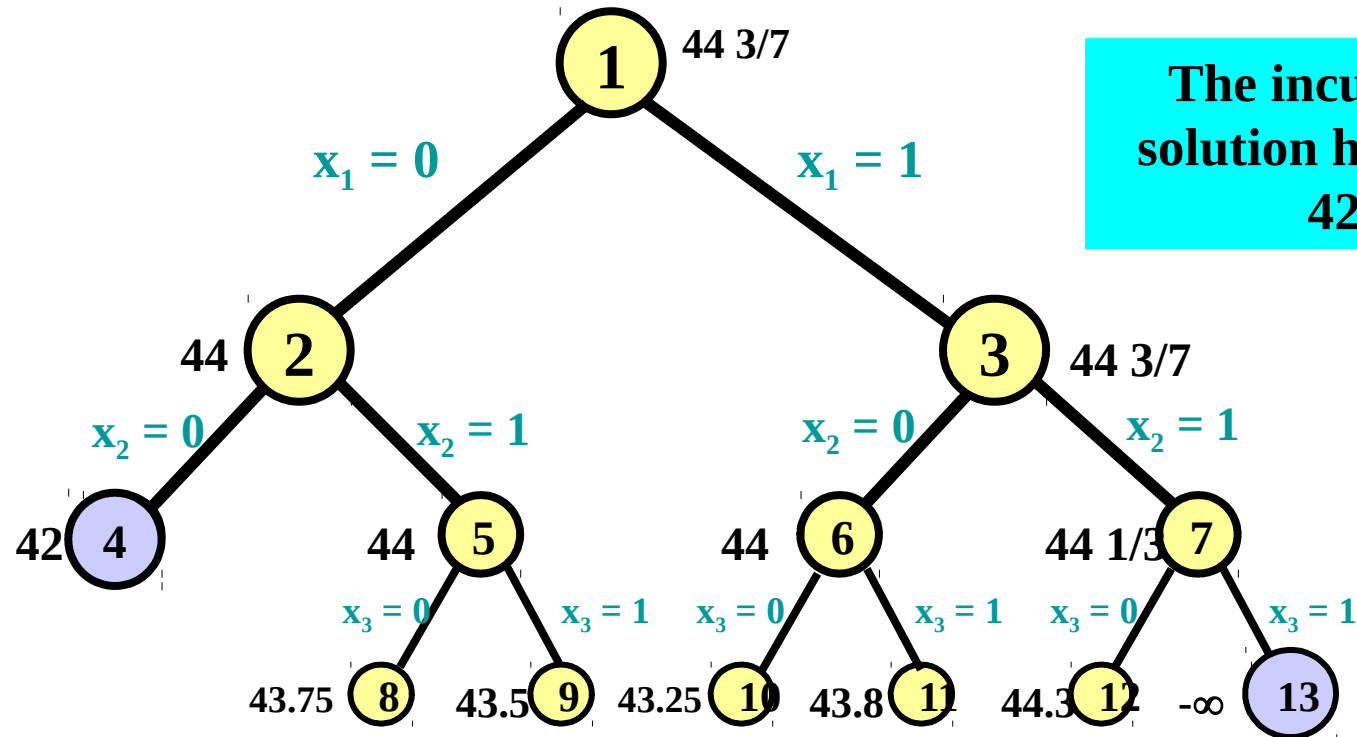 1
44 3/7
The
solution
42
x₁ = 0
x₁ = 1
44
2
3
44 3/7
x₂ = 0
x₂ = 1
x₂ = 0
x₂ = 1
42
4
44
5
44
6
44 1/3
7
x₃ = 0
x₃ = 1
x₃ = 0
x₃ = 1
x₃ = 0
x₃ = 1
43.75
8
43.5
9
43.25
10
43.8
11
44.3
12
-∞
13